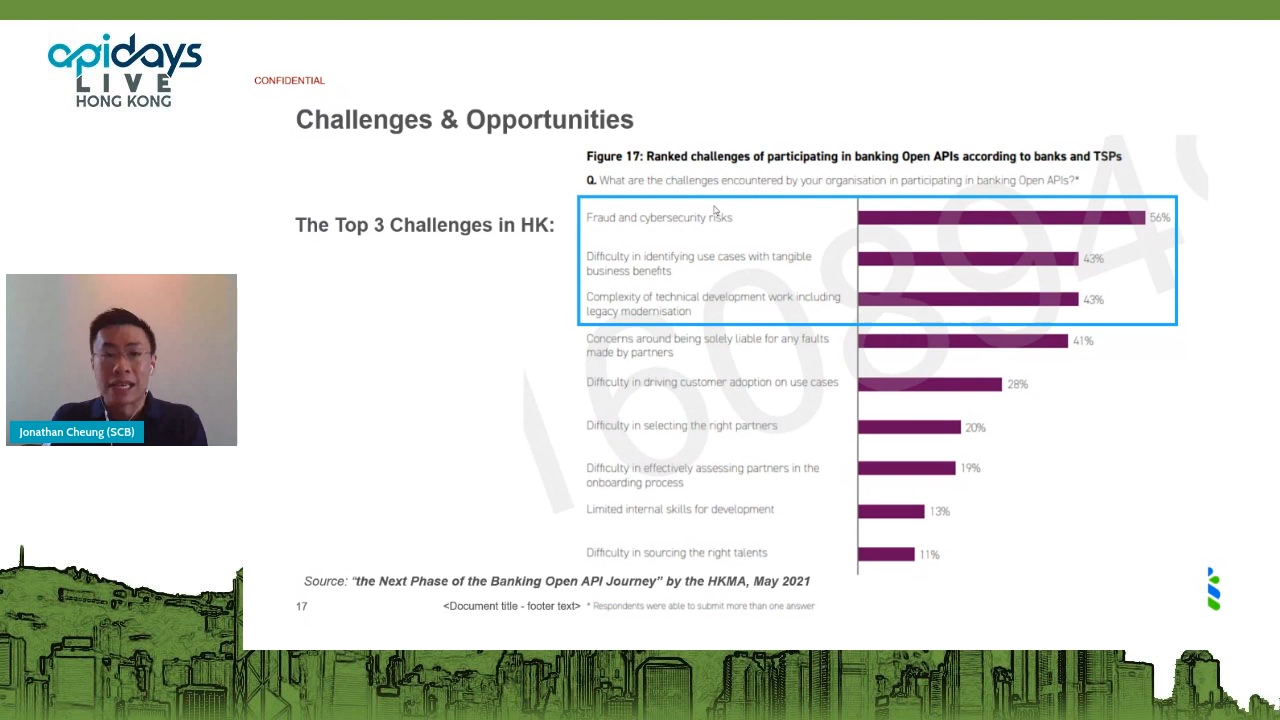 apidays
LIVE
HONG KONG
CONFIDENTIAL
Challenges & Opportunities
Figure 17: Ranked challenges of participating in banking Open APIs according to banks and TSPs
Q. What are the challenges encountered by your organisation in participating in banking Open APIs?*
The Top 3 Challenges in HK:
Fraud and cybersecurity risks
56%
Difficulty in identifying use cases with tangible
business benefits
43%
Complexity of technical development work including
legacy modernisation
43%
Concerns around being solely liable for any faults
made by partners
41%
Difficulty in driving customer adoption on use cases
28%
Difficulty in selecting the right partners
20%
Difficulty in effectively assessing partners in the
onboarding process
19%
Limited internal skills for development
13%
Difficulty in sourcing the right talents
11%
Jonathan Cheung (SCB)
Source: "the Next Phase of the Banking Open API Journey" by the HKMA, May 2021
17
<Document title - footer text>
* Respondents were able to submit more than one answer
160894